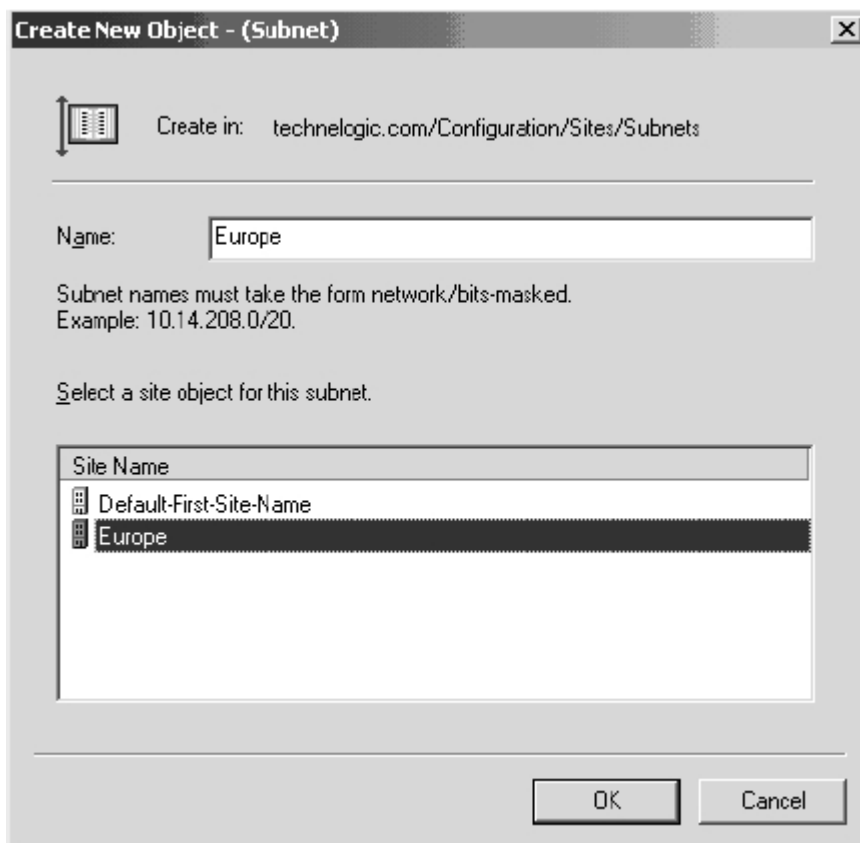 Create New Object - (Subnet)
Create in: technelogic.com/Configuration/Sites/Subnets
Name: Europe
Subnet names must take the form network/bits-masked.
Example: 10.14.208.0/20.
Select a site object for this subnet.
Site Name
Default-First-Site-Name
Europe
OK Cancel